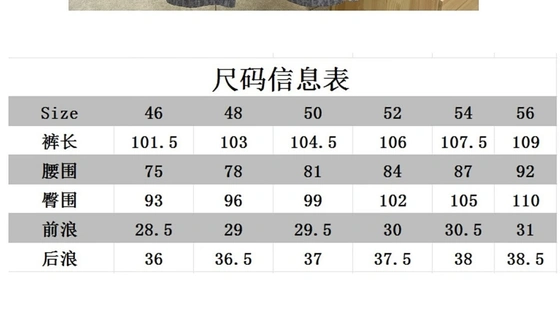 尺码信息表
Size 46 48 50 52 54 56
裤长 101.5 103 104.5 106 107.5 109
腰围 75 78 81 84 87 92
臀围 93 96 99 102 105 110
前浪 28.5 29 29.5 30 30.5 31
后浪 36 36.5 37 37.5 38 38.5